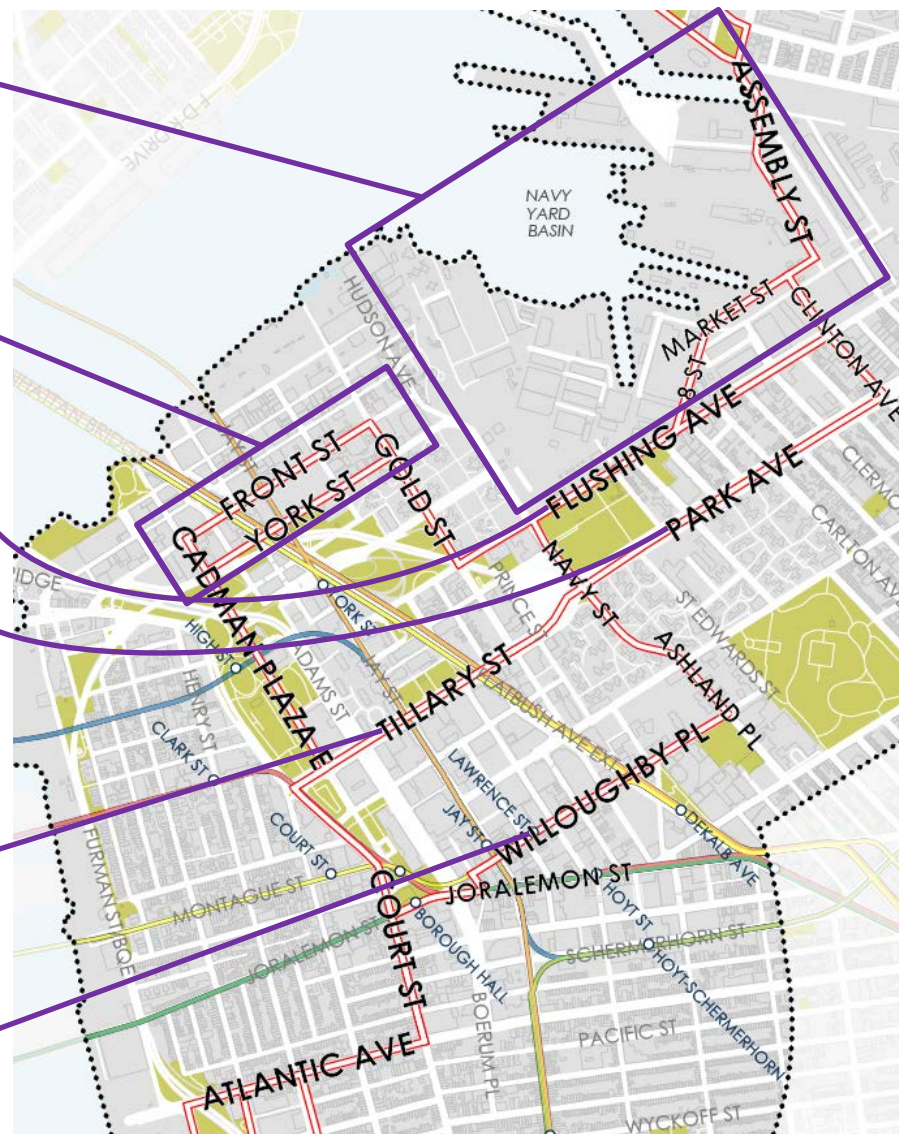 FD-R DRIVE
ASSEMBLY ST
NAVY
YARD
BASIN
HUDSON AVE
MARKET ST
CLINTON AVE
8 ST
FLUSHING AVE
PARK AVE
FRONT ST
YORK ST
GOLD ST
CADMAN PLAZA E
CLERMO
CARLTON AV
NAVY ST
PRINCE ST
ST EDWARDS ST
ASHLAND PL
IDGE
YORK ST
HIGH ST
ADAMS ST
JAY ST
HENRY ST
TILLARY ST
FLATBUSH AVE EXT
CLARK ST
LAWRENCE ST
JAY ST
WILLOUGHBY PL
DEKALB AVE
COURT ST
FURMAN ST
BQE
MONTAGUE ST
COURT ST
JORALEMON ST
JORALEMON ST
HOYT ST
BOROUGH HALL
SCHERMERHORN ST
HOYT-SCHERMERHORN
BOERUM PL
PACIFIC ST
ATLANTIC AVE
WYCKOFF ST